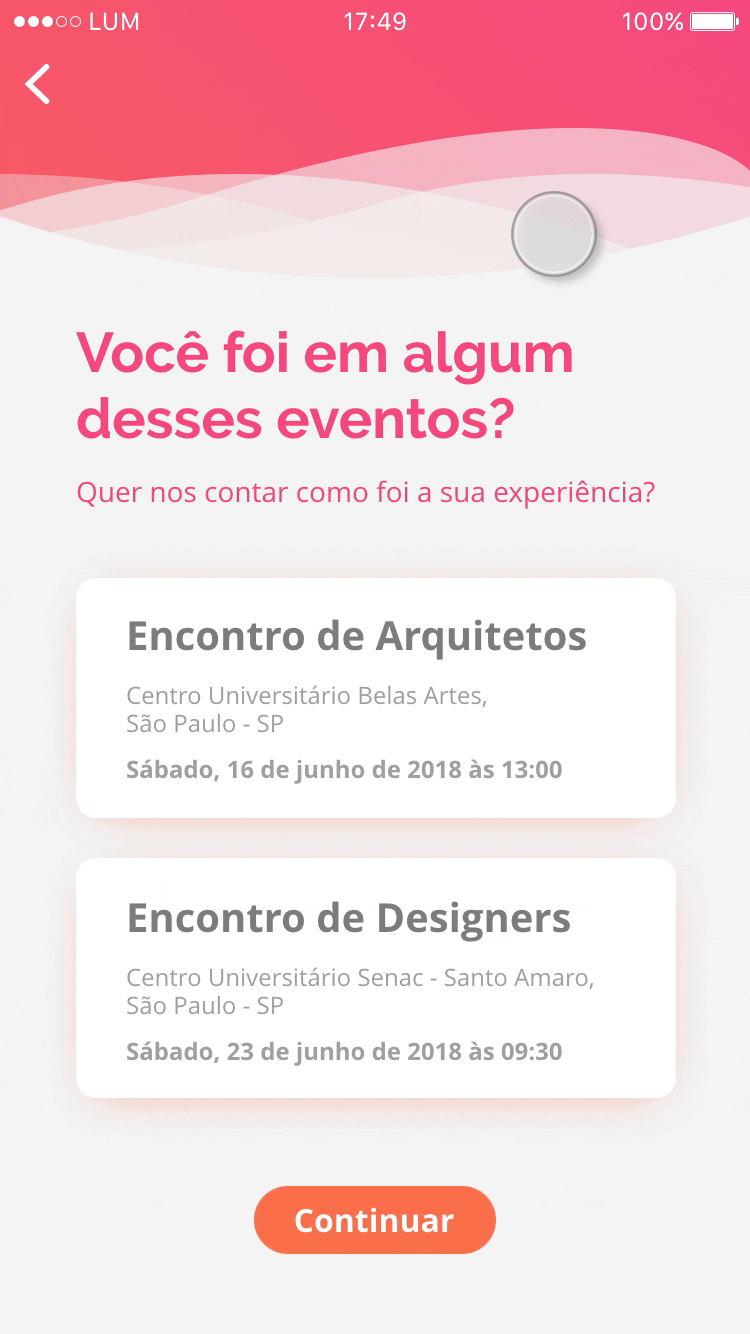 LUM 17:49 100%
Você foi em algum
desses eventos?
Quer nos contar como foi a sua experiência?
Encontro de Arquitetos
Centro Universitário Belas Artes,
São Paulo - SP
Sábado, 16 de junho de 2018 às 13:00
Encontro de Designers
Centro Universitário Senac - Santo Amaro,
São Paulo - SP
Sábado, 23 de junho de 2018 às 09:30
Continuar